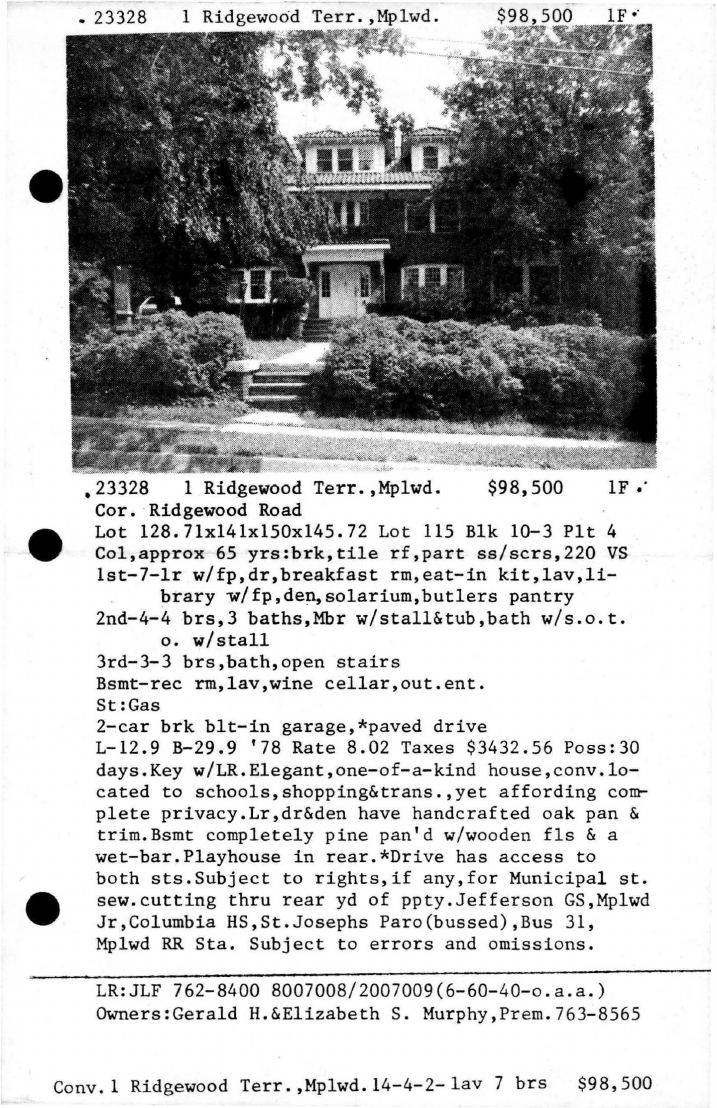 23328 1 Ridgewood Terr.,Mplwd. $98,500 1F
23328 1 Ridgewood Terr.,Mplwd. $98,500 1F
Cor. Ridgewood Road
Lot 128.71x141x150x145.72 Lot 115 Blk 10-3 Plt 4
Col,approx 65 yrs:brk,tile rf,part ss/scrs,220 VS
1st-7-lr w/fp,dr,breakfast rm,eat-in kit,lav,li-
brary w/fp,den,solarium,butlers pantry
2nd-4-4 brs,3 baths,Mbr w/stall&tub,bath w/s.o.t.
o. w/stall
3rd-3-3 brs,bath,open stairs
Bsmt-rec rm,lav,wine cellar,out.ent.
St:Gas
2-car brk blt-in garage,*paved drive
L-12.9 B-29.9 '78 Rate 8.02 Taxes $3432.56 Poss:30
days.Key w/LR.Elegant,one-of-a-kind house,conv.lo-
cated to schools,shopping&trans.,yet affording com-
plete privacy.Lr,dr&den have handcrafted oak pan &
trim.Bsmt completely pine pan'd w/wooden fls & a
wet-bar.Playhouse in rear.*Drive has access to
both sts.Subject to rights,if any,for Municipal st.
sew.cutting thru rear yd of ppty.Jefferson GS,Mplwd
Jr,Columbia HS,St.Josephs Paro(bussed),Bus 31,
Mplwd RR Sta. Subject to errors and omissions.
LR:JLF 762-8400 8007008/2007009(6-60-40-o.a.a.)
Owners:Gerald H.&Elizabeth S. Murphy,Prem.763-8565
Conv.1 Ridgewood Terr.,Mplwd.14-4-2-lav 7 brs $98,500